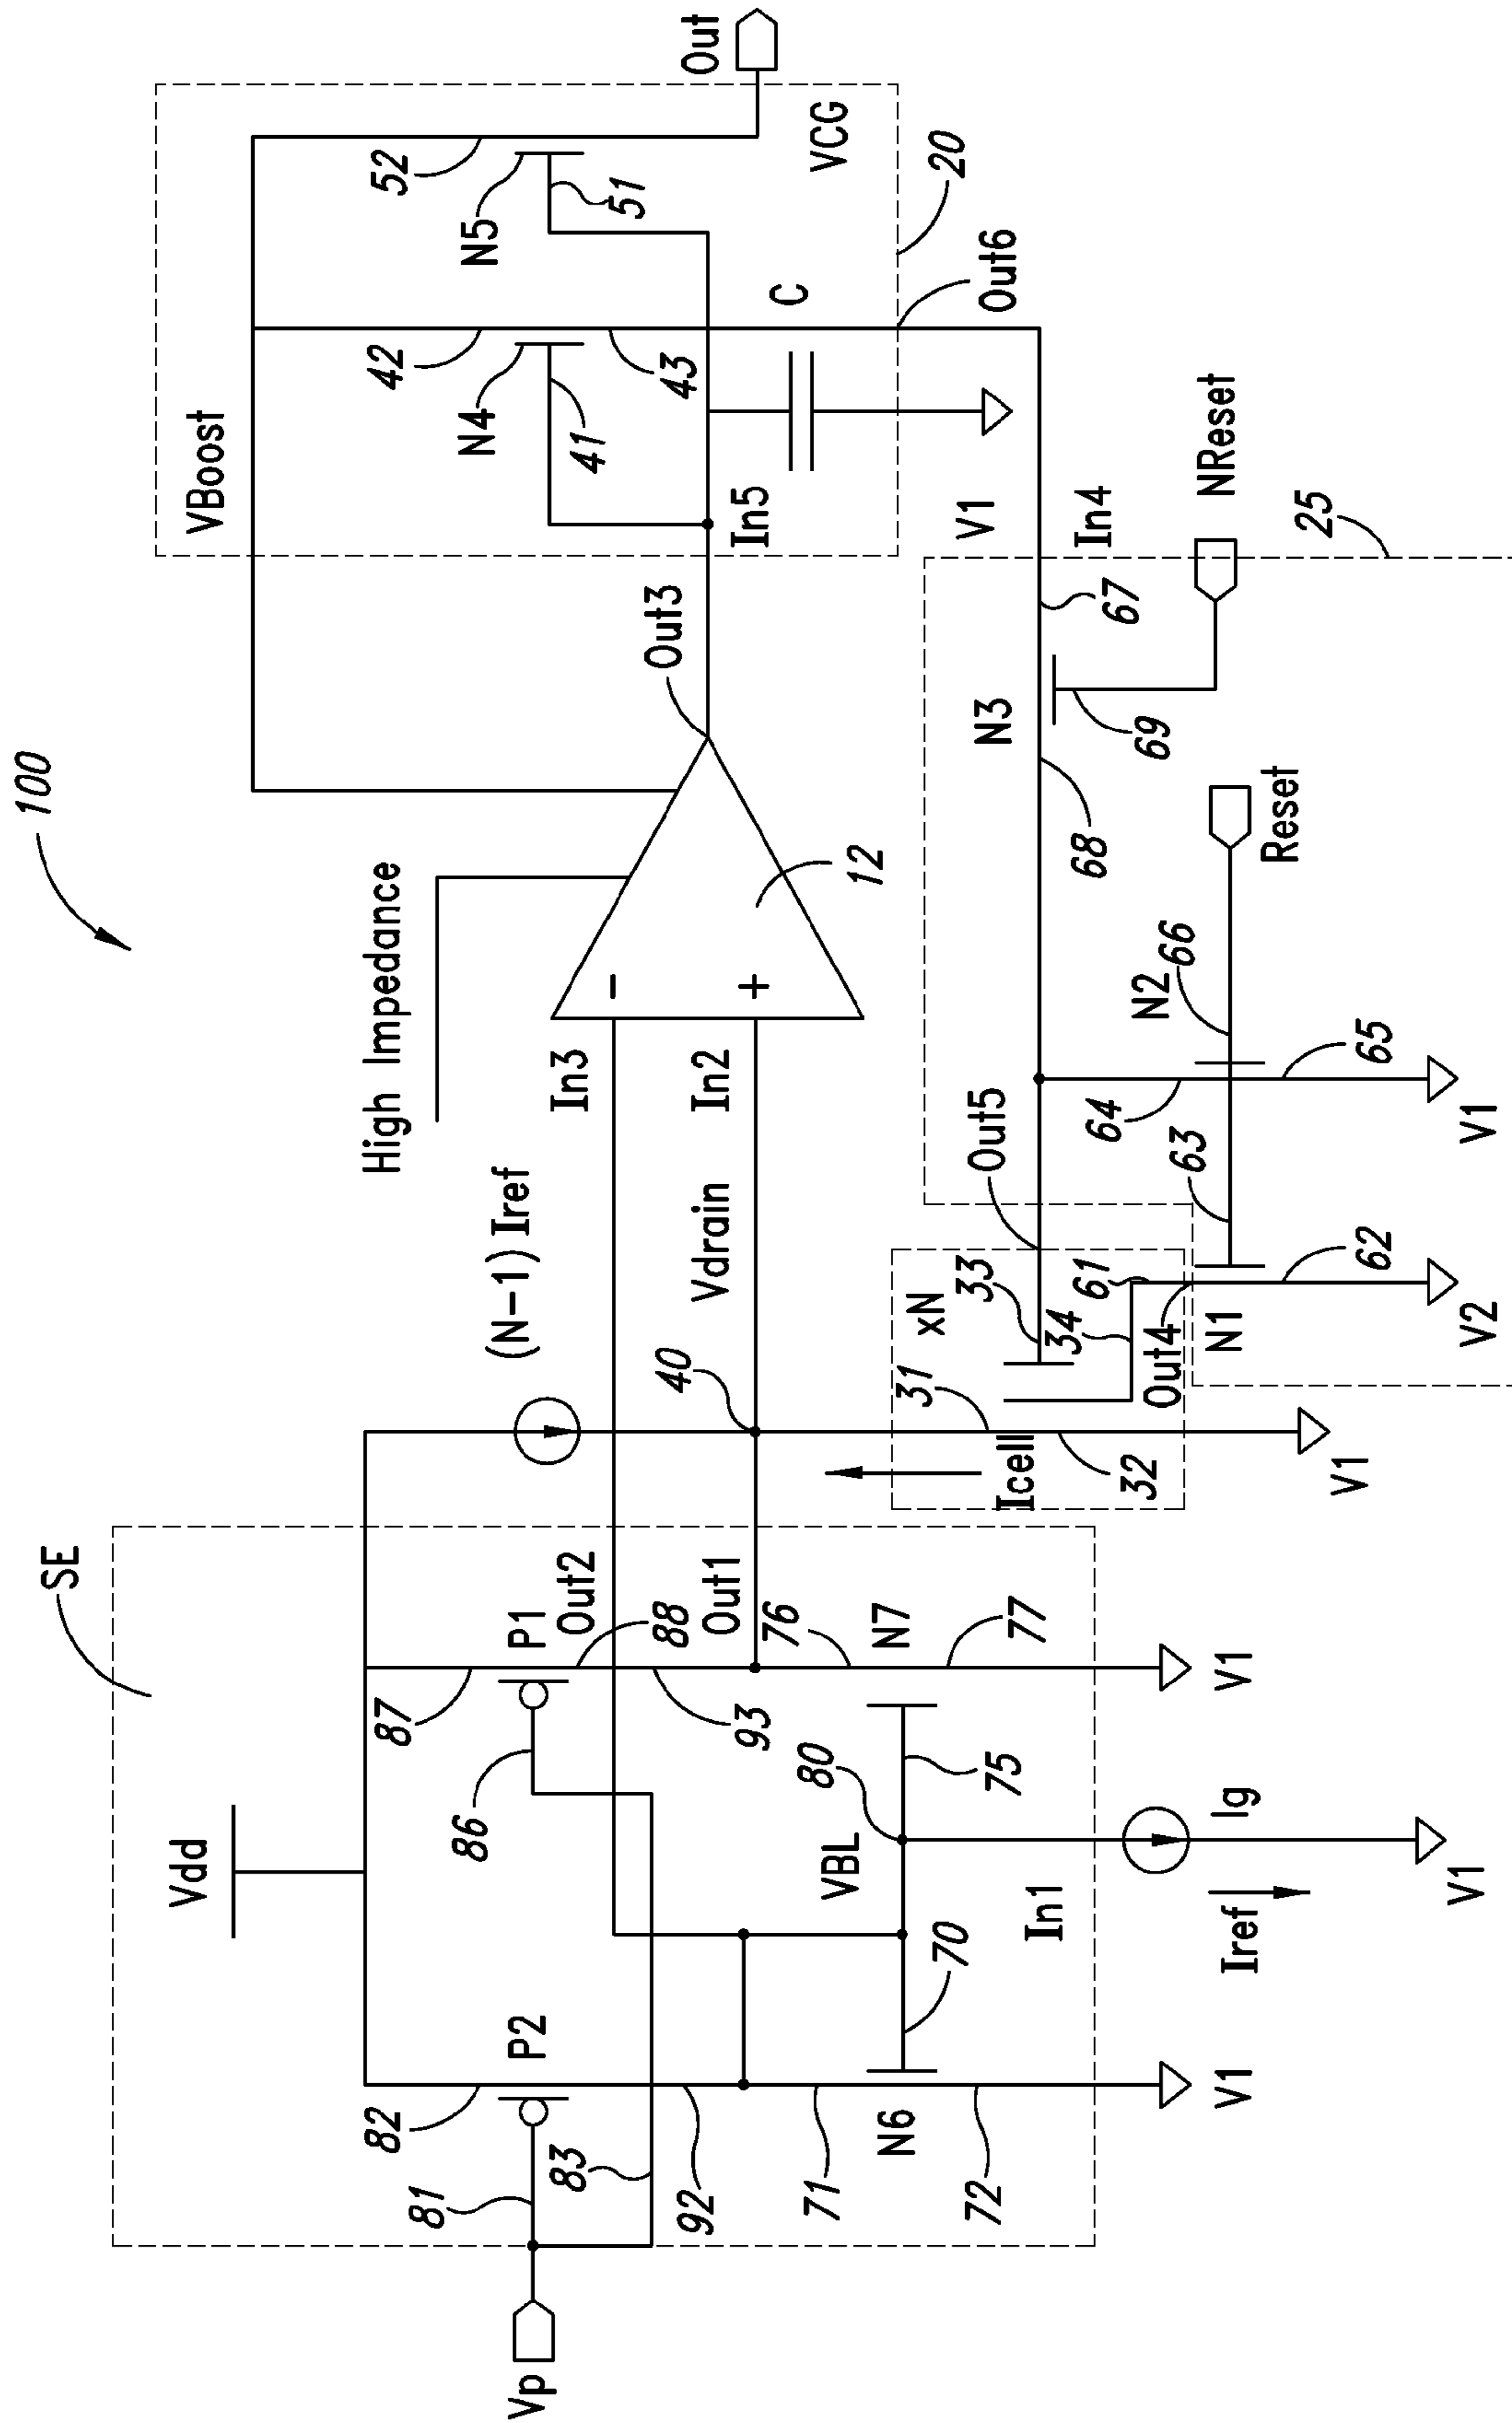 100
SE
Vdd
High Impedance
VBoost
Out
(N-1)Iref
N5
52
51
VCG
20
N4
42
41
43
C
In5
V1
Out6
Out3
12
-
+
In3
In2
Vdrain
40
P1
Out2
88
Out1
87
86
93
76
N7
77
V1
80
75
VBL
70
In1
Ig
Iref
V1
P2
82
81
83
92
71
N6
72
V1
Vp
xN
31
33
34
61
Icell
32
V1
Out4
N1
62
V2
Out5
63
64
N2
66
65
V1
Reset
68
N3
69
67
In4
NReset
25